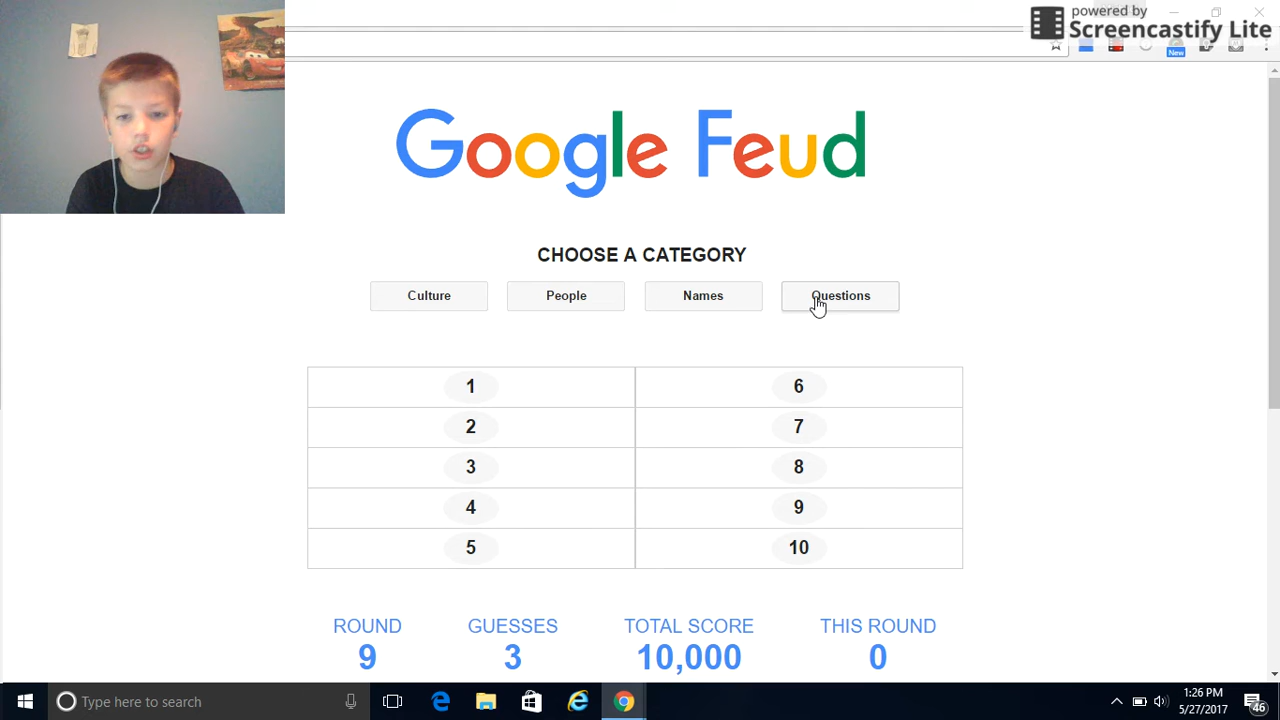 powered by
Screencastify Lite
New
Google Feud
CHOOSE A CATEGORY
Culture People Names Questions
1 6
2 7
3 8
4 9
5 10
ROUND GUESSES TOTAL SCORE THIS ROUND
9 3 10,000 0
Type here to search
1:26 PM
5/27/2017
46